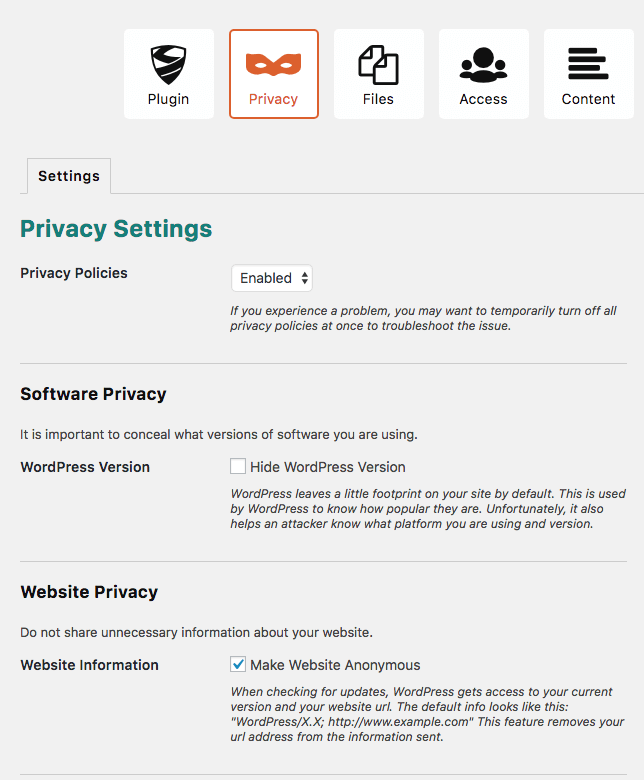 Plugin
Privacy
Files
Access
Content
Settings
Privacy Settings
Privacy Policies
Enabled
If you experience a problem, you may want to temporarily turn off all
privacy policies at once to troubleshoot the issue.
Software Privacy
It is important to conceal what versions of software you are using.
WordPress Version
Hide WordPress Version
WordPress leaves a little footprint on your site by default. This is used
by WordPress to know how popular they are. Unfortunately, it also
helps an attacker know what platform you are using and version.
Website Privacy
Do not share unnecessary information about your website.
Website Information
Make Website Anonymous
When checking for updates, WordPress gets access to your current
version and your website url. The default info looks like this:
"WordPress/X.X; http://www.example.com" This feature removes your
url address from the information sent.